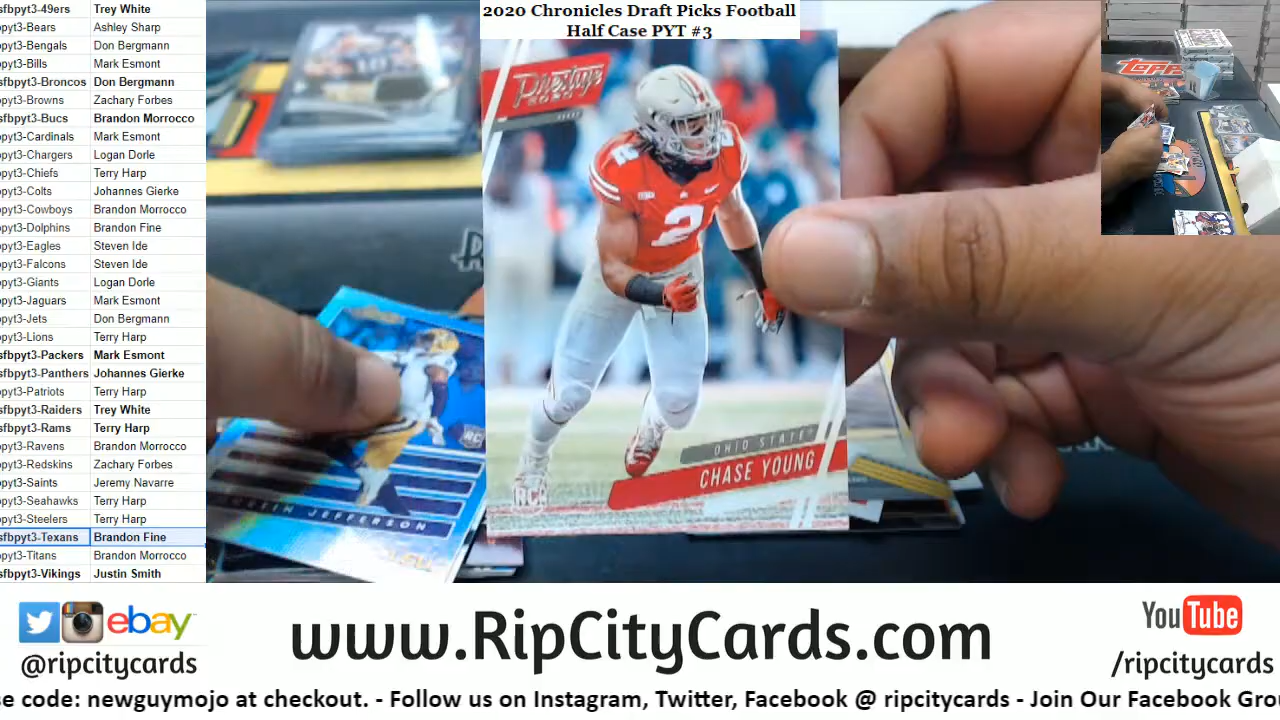 2020 Chronicles Draft Picks Football
Half Case PYT #3
sfbpyt3-49ers Trey White
pyt3-Bears Ashley Sharp
pyt3-Bengals Don Bergmann
pyt3-Bills Mark Esmont
sfbpyt3-Broncos Don Bergmann
pyt3-Browns Zachary Forbes
sfbpyt3-Bucs Brandon Morrocco
pyt3-Cardinals Mark Esmont
pyt3-Chargers Logan Dorle
pyt3-Chiefs Terry Harp
pyt3-Colts Johannes Gierke
pyt3-Cowboys Brandon Morrocco
pyt3-Dolphins Brandon Fine
pyt3-Eagles Steven Ide
pyt3-Falcons Steven Ide
pyt3-Giants Logan Dorle
pyt3-Jaguars Mark Esmont
pyt3-Jets Don Bergmann
pyt3-Lions Terry Harp
sfbpyt3-Packers Mark Esmont
sfbpyt3-Panthers Johannes Gierke
pyt3-Patriots Terry Harp
sfbpyt3-Raiders Trey White
sfbpyt3-Rams Terry Harp
pyt3-Ravens Brandon Morrocco
pyt3-Redskins Zachary Forbes
pyt3-Saints Jeremy Navarre
pyt3-Seahawks Terry Harp
pyt3-Steelers Terry Harp
sfbpyt3-Texans Brandon Fine
pyt3-Titans Brandon Morrocco
sfbpyt3-Vikings Justin Smith
Prestige
2
2
OHIO STATE
CHASE YOUNG
RC
RC
JEFFERSON
LSU
Topps
ebay
@ripcitycards
www.RipCityCards.com
YouTube
/ripcitycards
se code: newguymojo at checkout. - Follow us on Instagram, Twitter, Facebook @ ripcitycards - Join Our Facebook Gro